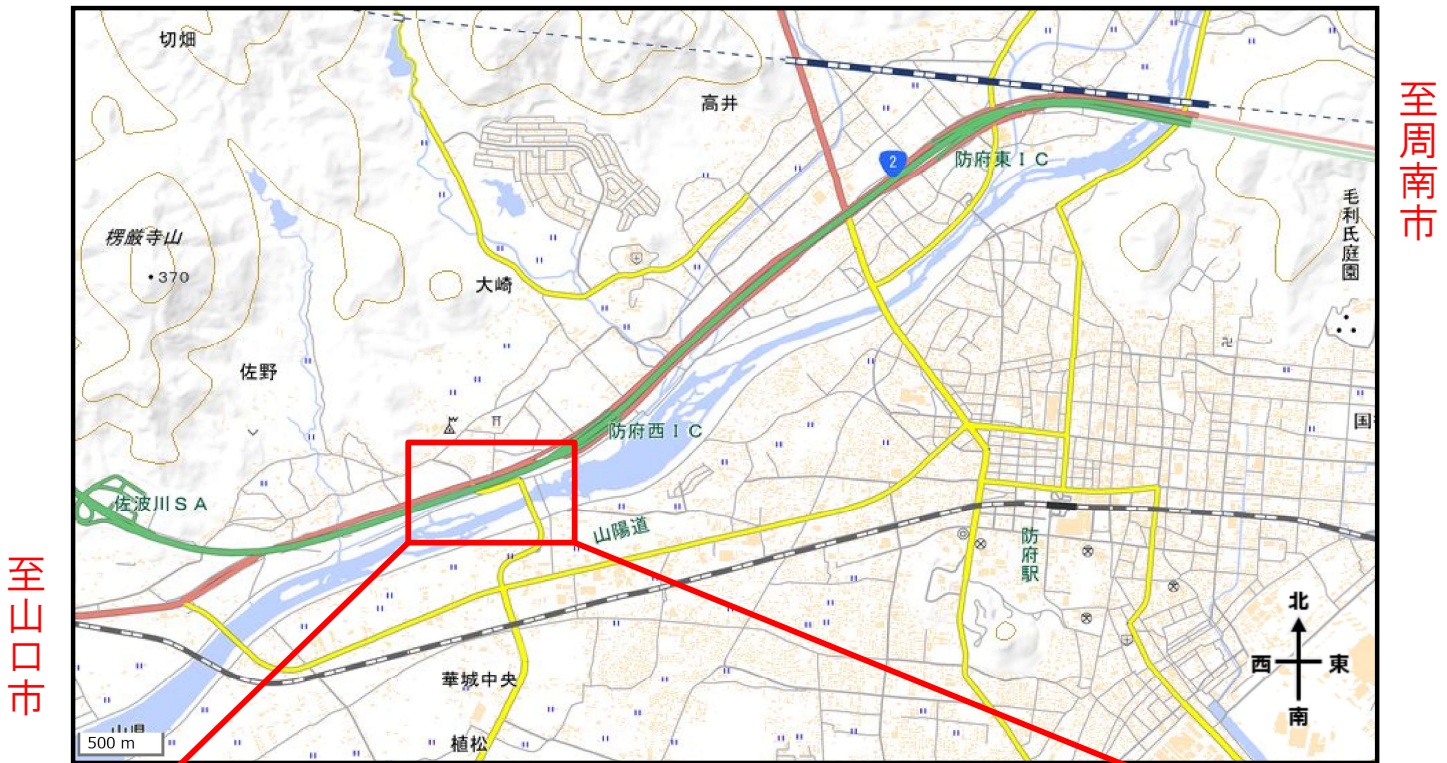 切畑
高井
至周南市
2
防府東IC
毛利氏庭園
楞厳寺山
・370
大崎
佐野
国
防府西IC
佐波川SA
山陽道
防府駅
至山口市
北
西
東
南
華城中央
植松
500 m